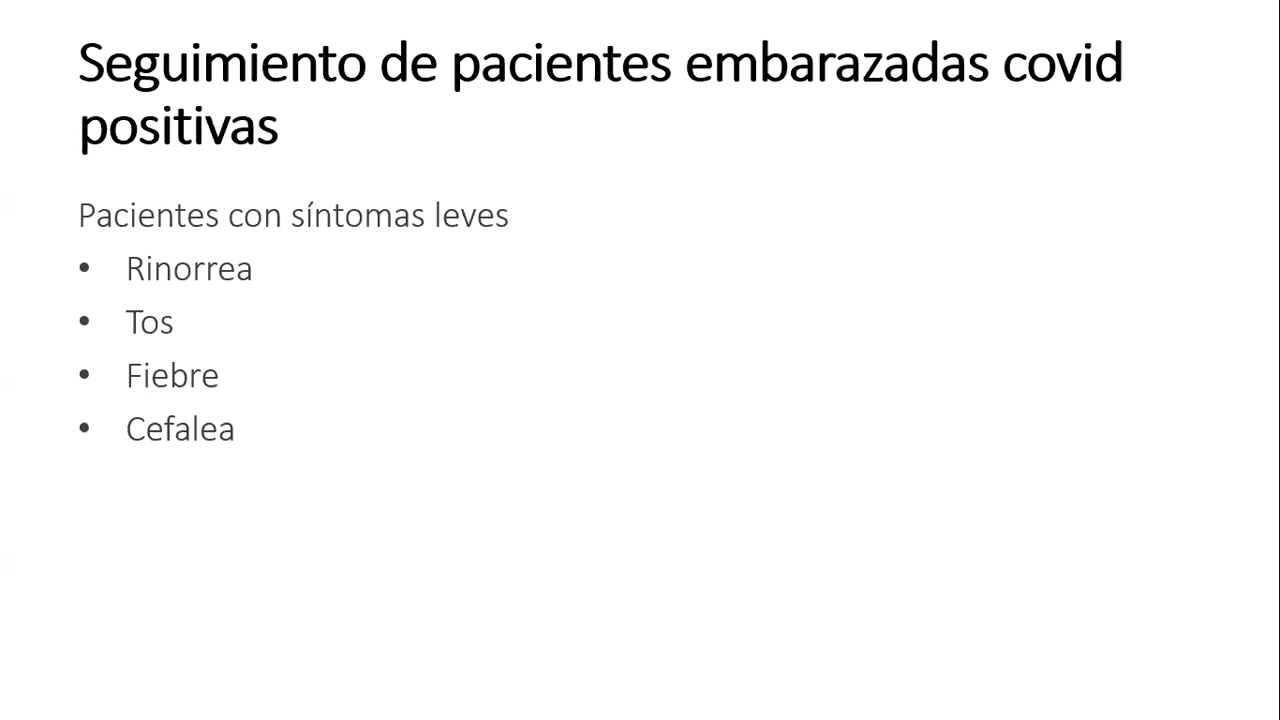 Seguimiento de pacientes embarazadas covid
positivas
Pacientes con síntomas leves
• Rinorrea
• Tos
• Fiebre
• Cefalea